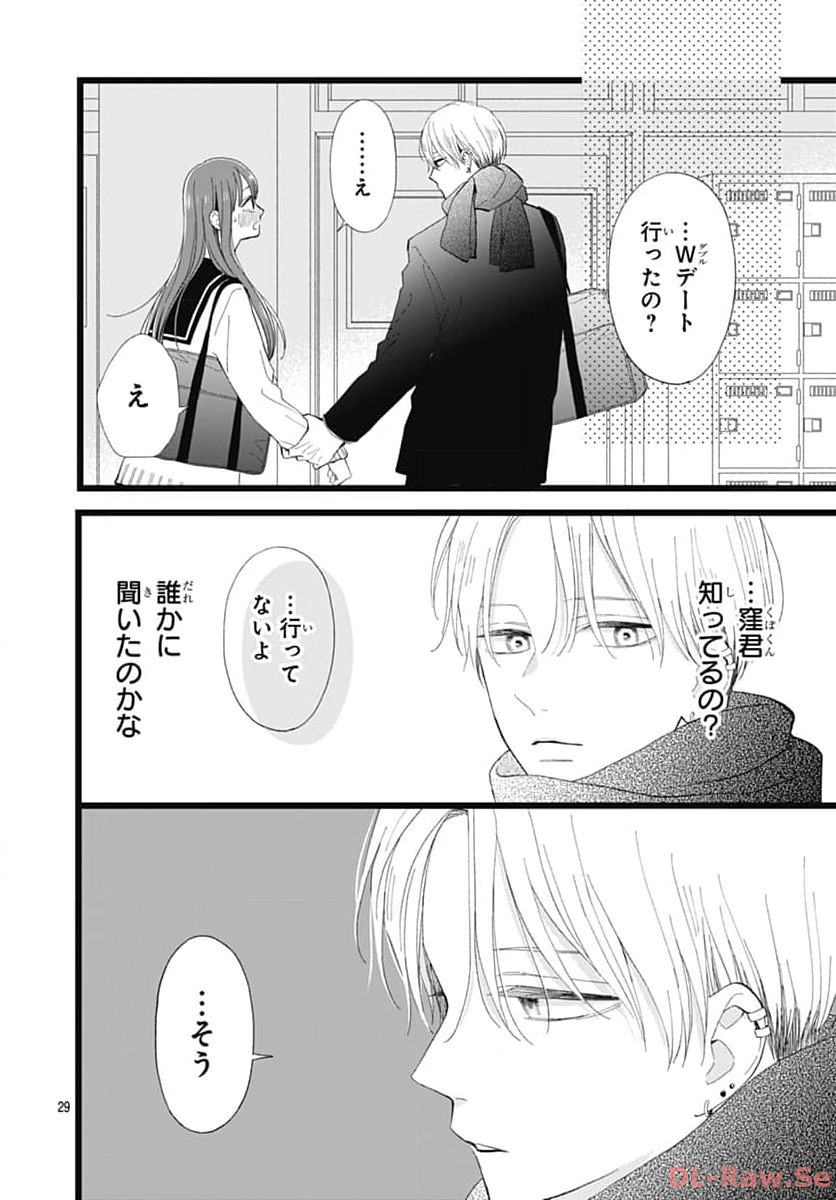 …Wデート
行ったの?
……え
え
…窪君
知ってるの?
…行って
ないよ
誰かに
聞いたのかな
…そう
29
DL-Raw.Se